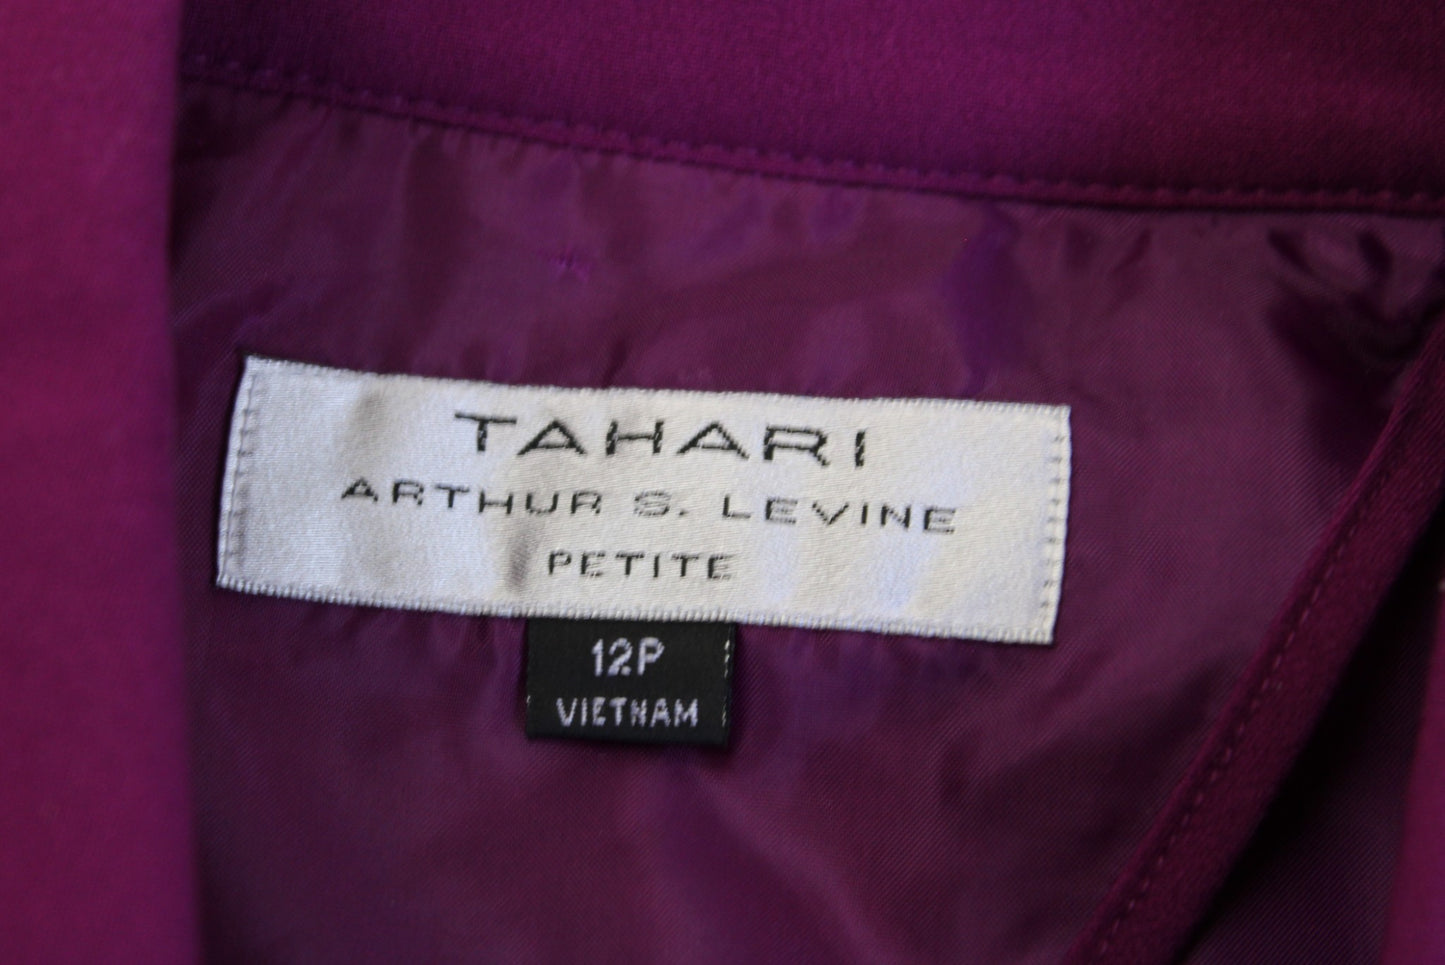 TAHARI
ARTHUR S. LEVINE
PETITE
12P
VIETNAM